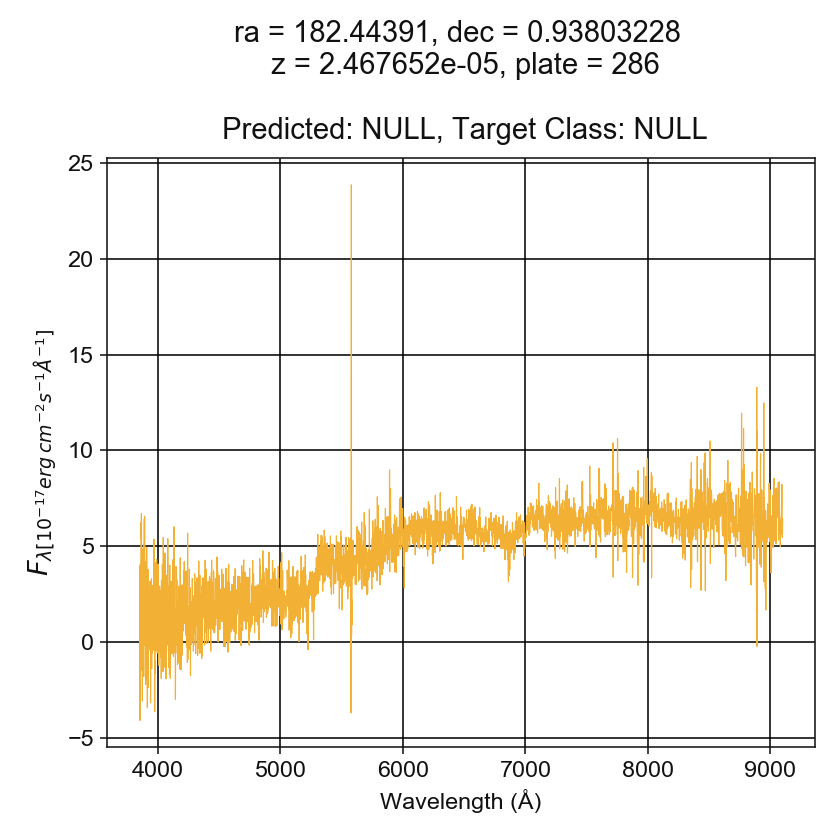 ra = 182.44391, dec = 0.93803228
z = 2.467652e-05, plate = 286
Predicted: NULL, Target Class: NULL
25
20
15
10
5
0
−5
Fλ[10−17erg cm−2s−1Å−1]
4000 5000 6000 7000 8000 9000
Wavelength (Å)